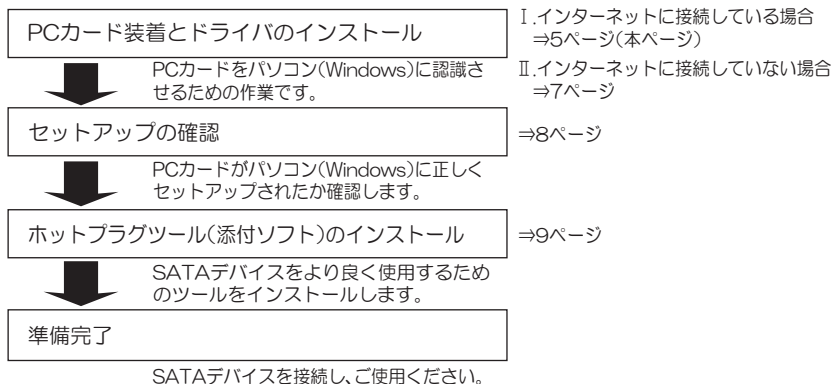 PCカード装着とドライバのインストール
Ⅰ.インターネットに接続している場合
⇒5ページ(本ページ)
PCカードをパソコン(Windows)に認識さ
せるための作業です。
Ⅱ.インターネットに接続していない場合
⇒7ページ
セットアップの確認
⇒8ページ
PCカードがパソコン(Windows)に正しく
セットアップされたか確認します。
ホットプラグツール(添付ソフト)のインストール
⇒9ページ
SATAデバイスをより良く使用するため
のツールをインストールします。
準備完了
SATAデバイスを接続し、ご使用ください。